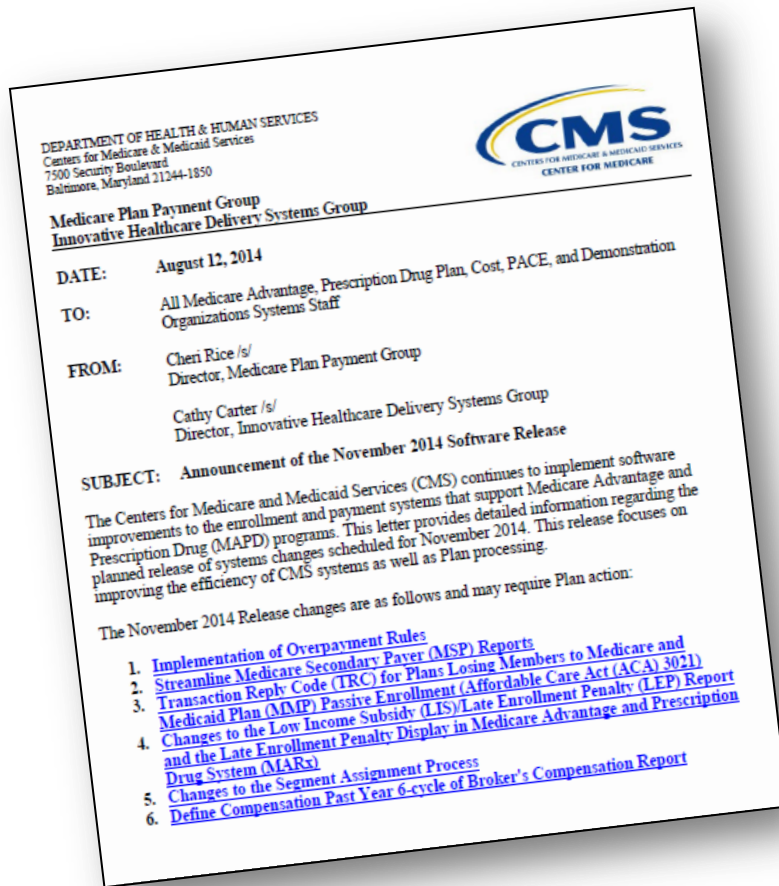 DEPARTMENT OF HEALTH & HUMAN SERVICES
Centers for Medicare & Medicaid Services
7500 Security Boulevard
Baltimore, Maryland 21244-1850
CMS
CENTERS FOR MEDICARE & MEDICAID SERVICES
CENTER FOR MEDICARE
Medicare Plan Payment Group
Innovative Healthcare Delivery Systems Group
DATE: August 12, 2014
TO: All Medicare Advantage, Prescription Drug Plan, Cost, PACE, and Demonstration
Organizations Systems Staff
FROM: Cheri Rice /s/
Director, Medicare Plan Payment Group
Cathy Carter /s/
Director, Innovative Healthcare Delivery Systems Group
SUBJECT: Announcement of the November 2014 Software Release
The Centers for Medicare and Medicaid Services (CMS) continues to implement software
improvements to the enrollment and payment systems that support Medicare Advantage and
Prescription Drug (MAPD) programs. This letter provides detailed information regarding the
planned release of systems changes scheduled for November 2014. This release focuses on
improving the efficiency of CMS systems as well as Plan processing.
The November 2014 Release changes are as follows and may require Plan action:
1. Implementation of Overpayment Rules
2. Streamline Medicare Secondary Payer (MSP) Reports
3. Transaction Reply Code (TRC) for Plans Losing Members to Medicare and
Medicaid Plan (MMP) Passive Enrollment (Affordable Care Act (ACA) 3021)
4. Changes to the Low Income Subsidy (LIS)/Late Enrollment Penalty (LEP) Report
and the Late Enrollment Penalty Display in Medicare Advantage and Prescription
Drug System (MARx)
5. Changes to the Segment Assignment Process
6. Define Compensation Past Year 6-cycle of Broker's Compensation Report